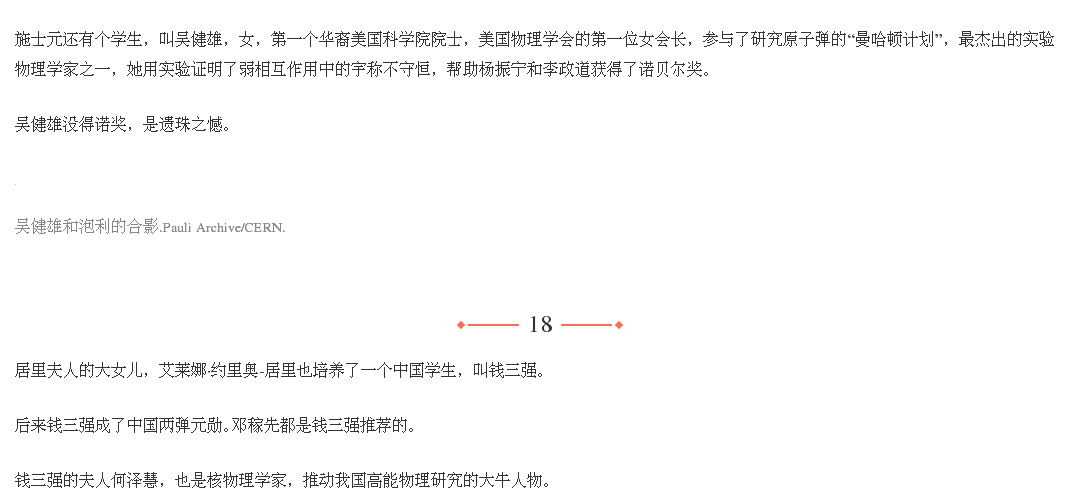 施士元还有个学生，叫吴健雄，女，第一个华裔美国科学院院士，美国物理学会的第一位女会长，参与了研究原子弹的“曼哈顿计划”，最杰出的实验
物理学家之一，她用实验证明了弱相互作用中的宇称不守恒，帮助杨振宁和李政道获得了诺贝尔奖。
吴健雄没得诺奖，是遗珠之憾。
吴健雄和泡利的合影.Pauli Archive/CERN.
18
居里夫人的大女儿，艾莱娜·约里奥-居里也培养了一个中国学生，叫钱三强。
后来钱三强成了中国两弹元勋。邓稼先都是钱三强推荐的。
钱三强的夫人何泽慧，也是核物理学家，推动我国高能物理研究的大牛人物。